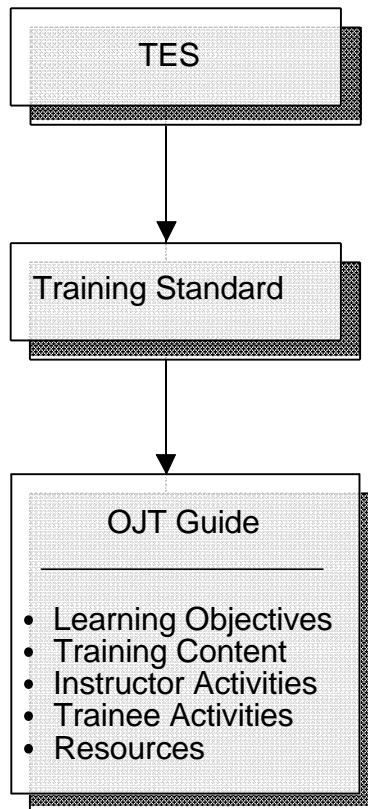 TES
Training Standard
OJT Guide
• Learning Objectives
• Training Content
• Instructor Activities
• Trainee Activities
• Resources